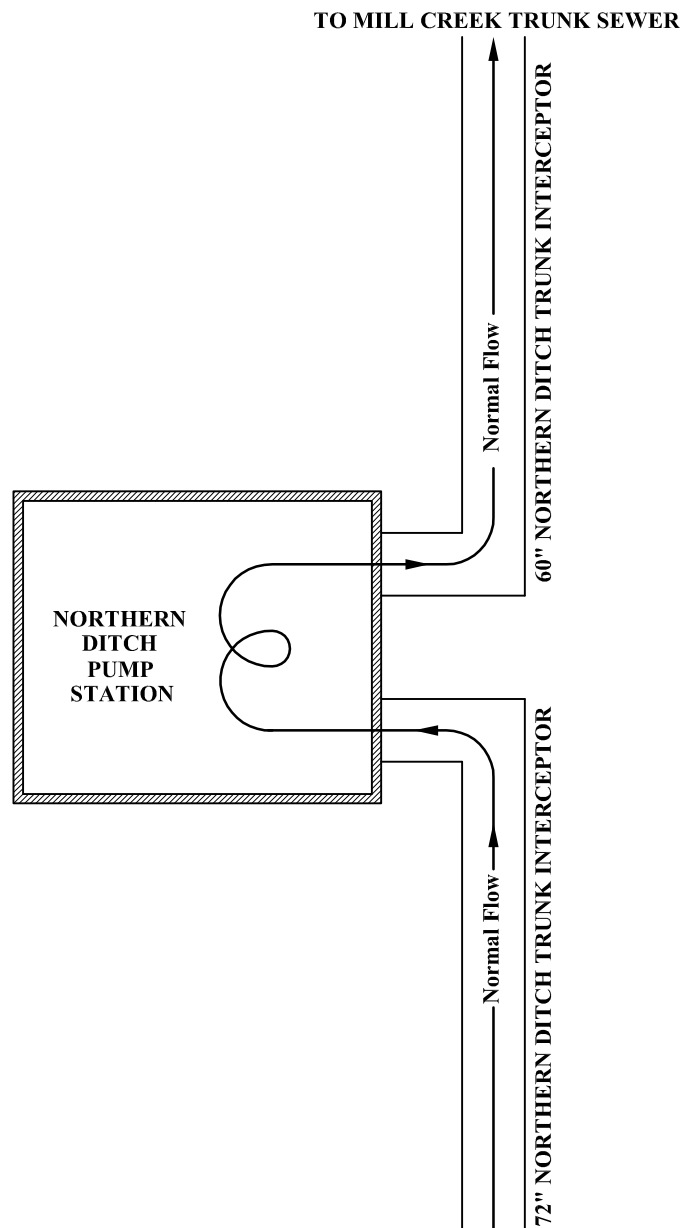 TO MILL CREEK TRUNK SEWER
60" NORTHERN DITCH TRUNK INTERCEPTOR
Normal Flow
NORTHERN
DITCH
PUMP
STATION
72" NORTHERN DITCH TRUNK INTERCEPTOR
Normal Flow